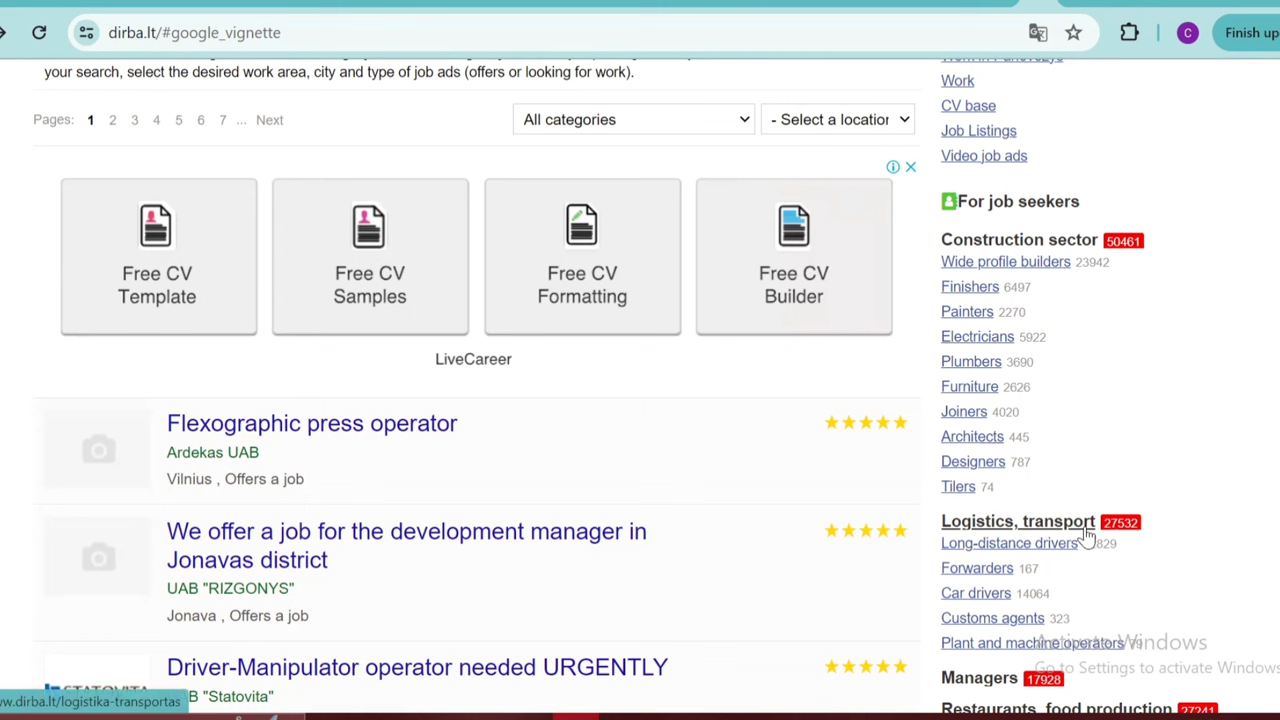 dirba.lt/#google_vignette
Finish up
your search, select the desired work area, city and type of job ads (offers or looking for work).
Work
CV base
Job Listings
Video job ads
Pages: 1 2 3 4 5 6 7 ... Next
All categories
- Select a location
For job seekers
Free CV
Template
Free CV
Samples
Free CV
Formatting
Free CV
Builder
LiveCareer
Construction sector 50461
Wide profile builders 23942
Finishers 6497
Painters 2270
Electricians 5922
Plumbers 3690
Furniture 2626
Joiners 4020
Architects 445
Designers 787
Tilers 74
Flexographic press operator
Ardekas UAB
Vilnius , Offers a job
We offer a job for the development manager in
Jonavas district
UAB "RIZGONYS"
Jonava , Offers a job
Driver-Manipulator operator needed URGENTLY
"Statovita"
Logistics, transport 27532
Long-distance drivers
Forwarders 167
Car drivers 14064
Customs agents 323
Plant and machine operators
Managers 17928
Restaurants, food production 27241
Activate Windows
Go to Settings to activate Windows
w.dirba.lt/logistika-transportas